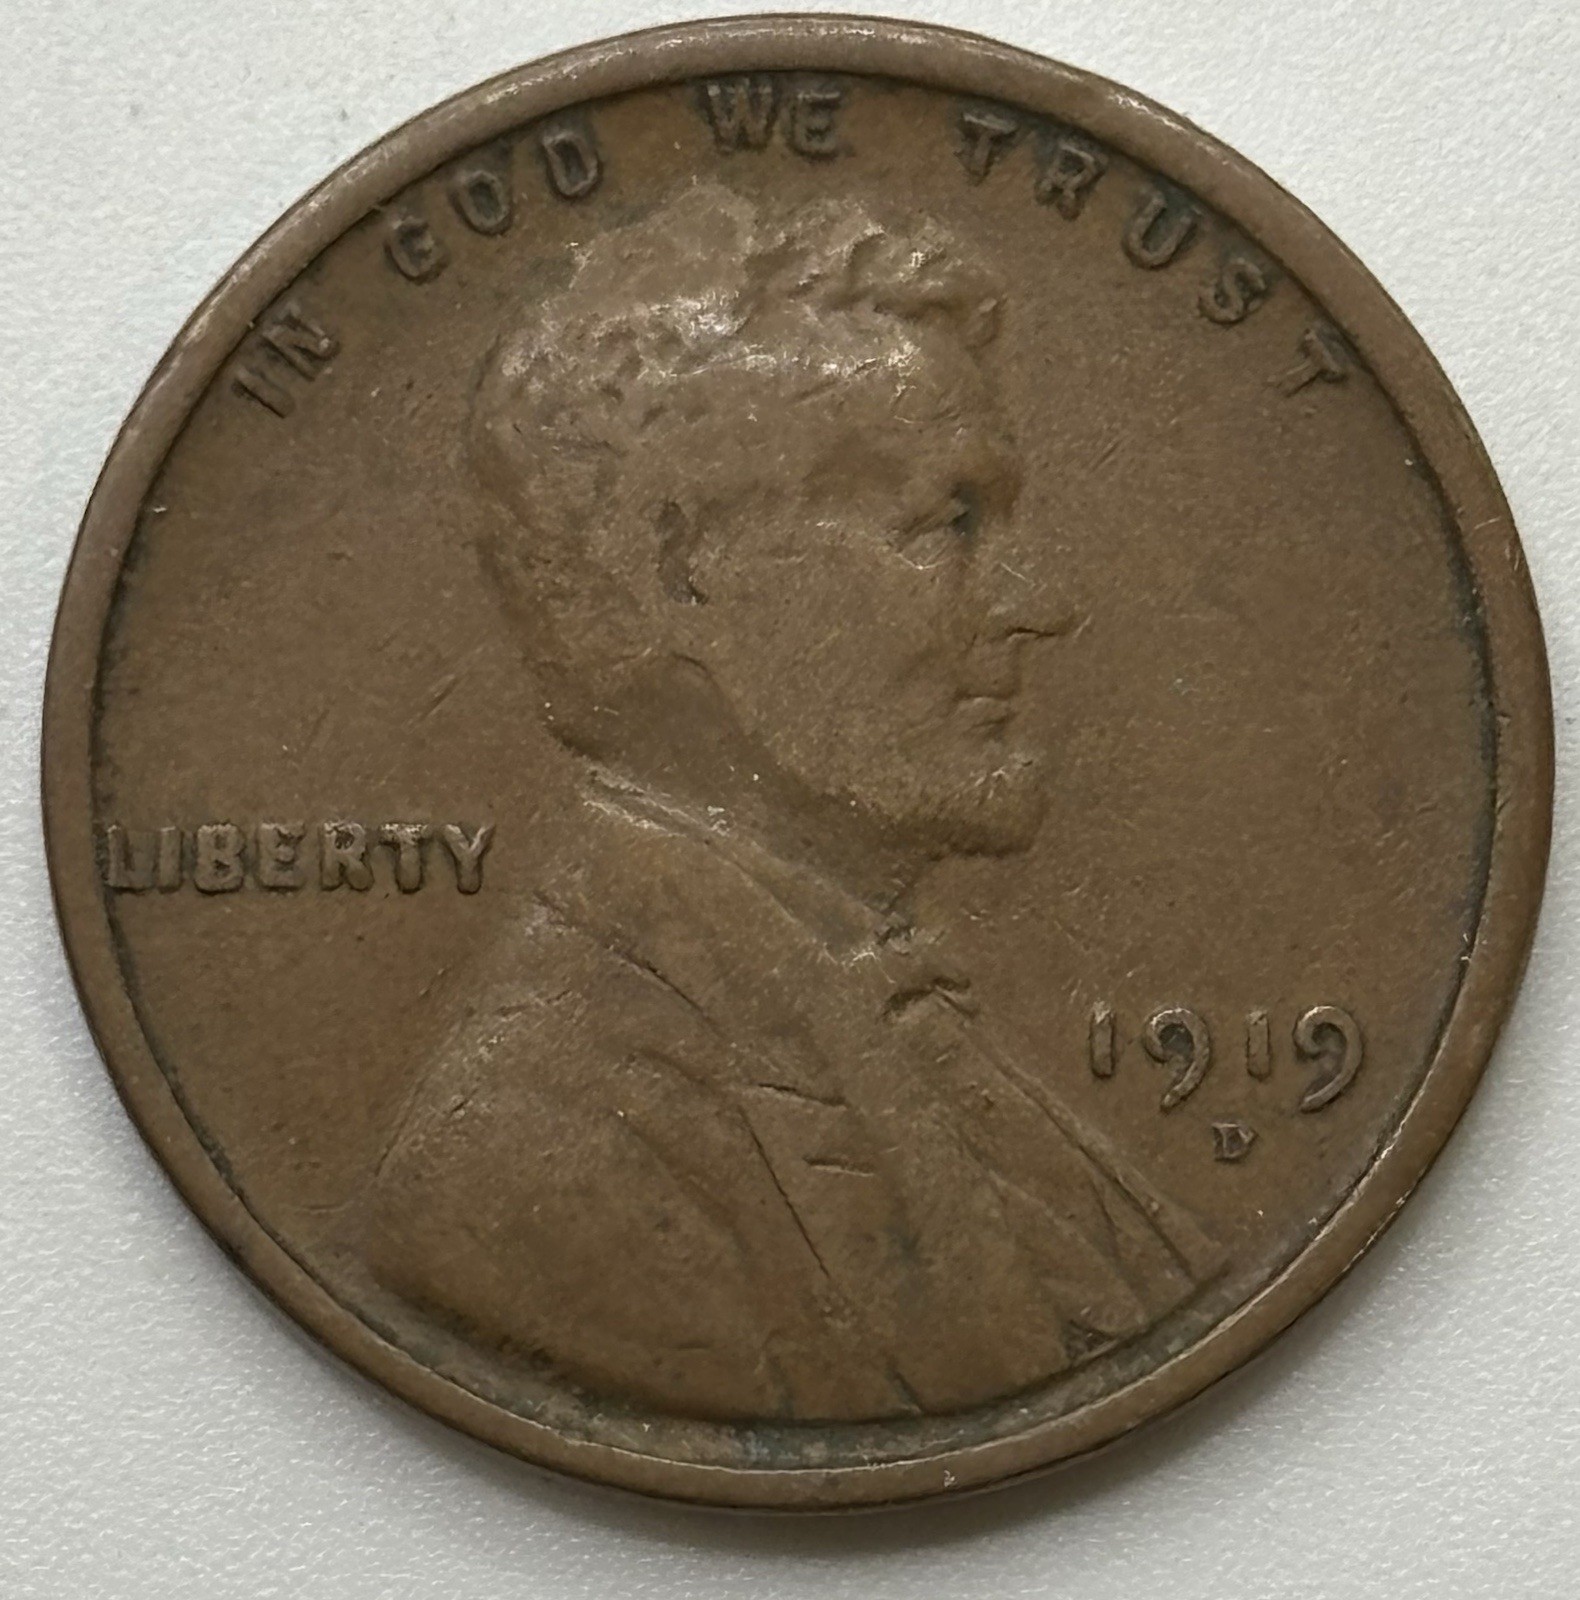 IN GOD WE TRUST
LIBERTY
1919
D